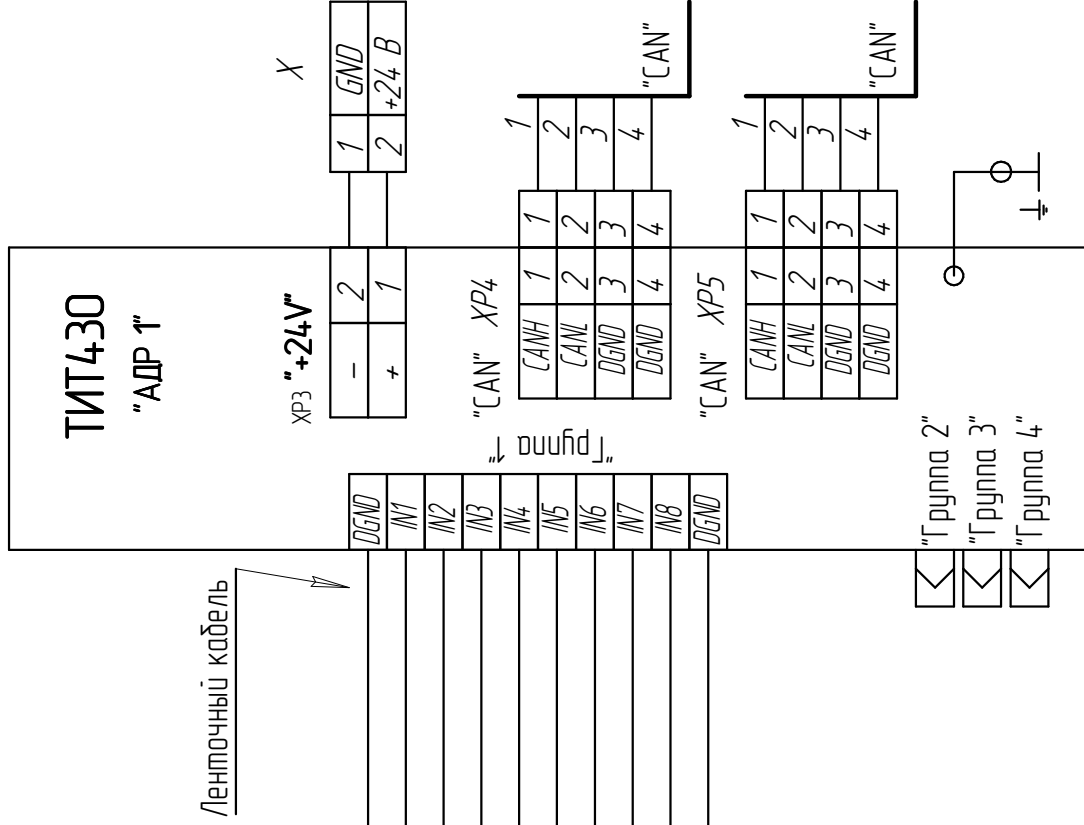 ТИТ430
"АДР 1"
X
1 GND
2 +24 В
XP3 "+24V"
- 2
+ 1
"CAN" XP4
CANH 1 1 1
CANL 2 2 2
DGND 3 3 3
DGND 4 4 4
"CAN"
"CAN" XP5
CANH 1 1 1
CANL 2 2 2
DGND 3 3 3
DGND 4 4 4
"CAN"
"Группа 1"
DGND
IN1
IN2
IN3
IN4
IN5
IN6
IN7
IN8
DGND
Ленточный кабель
"Группа 2"
"Группа 3"
"Группа 4"